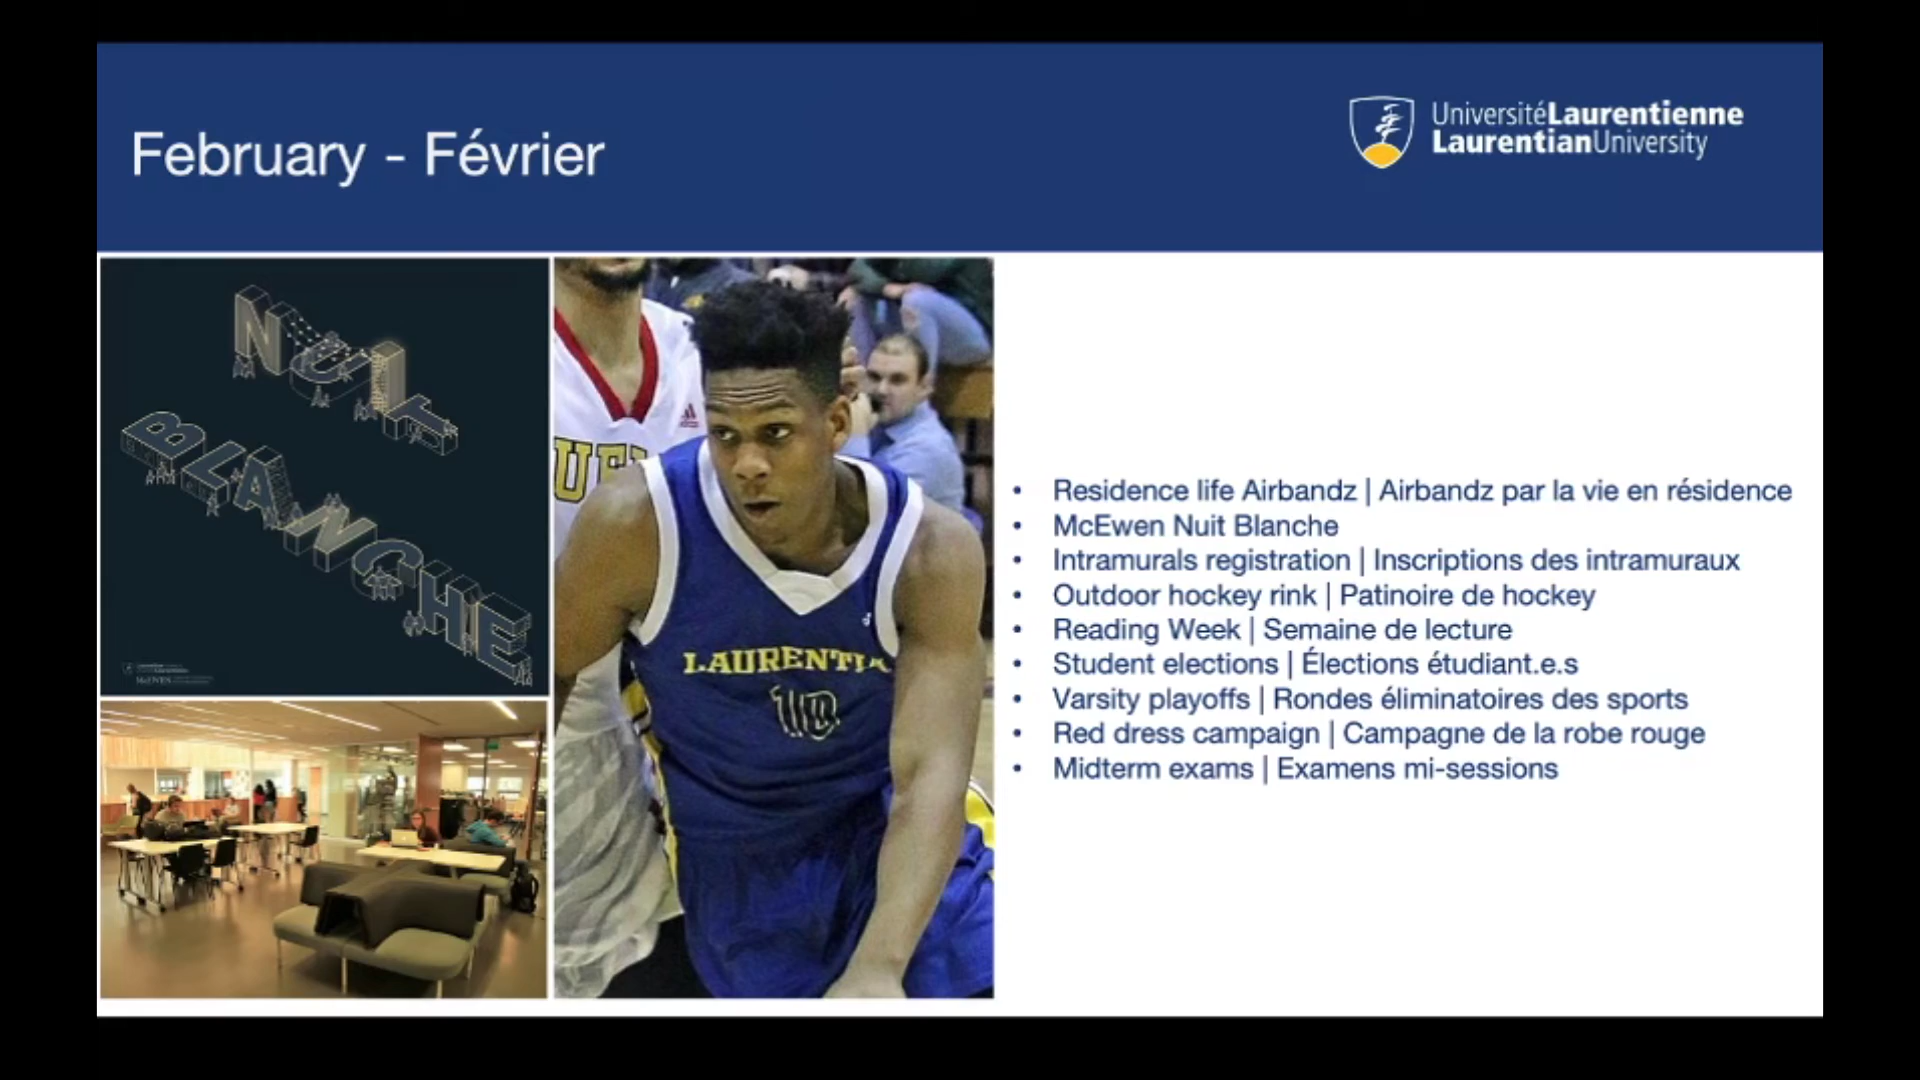 February - Février
UniversitéLaurentienne
LaurentianUniversity
NUIT
BLANCHE
LAURENTIA
10
• Residence life Airbandz | Airbandz par la vie en résidence
• McEwen Nuit Blanche
• Intramurals registration | Inscriptions des intramuraux
• Outdoor hockey rink | Patinoire de hockey
• Reading Week | Semaine de lecture
• Student elections | Élections étudiant.e.s
• Varsity playoffs | Rondes éliminatoires des sports
• Red dress campaign | Campagne de la robe rouge
• Midterm exams | Examens mi-sessions